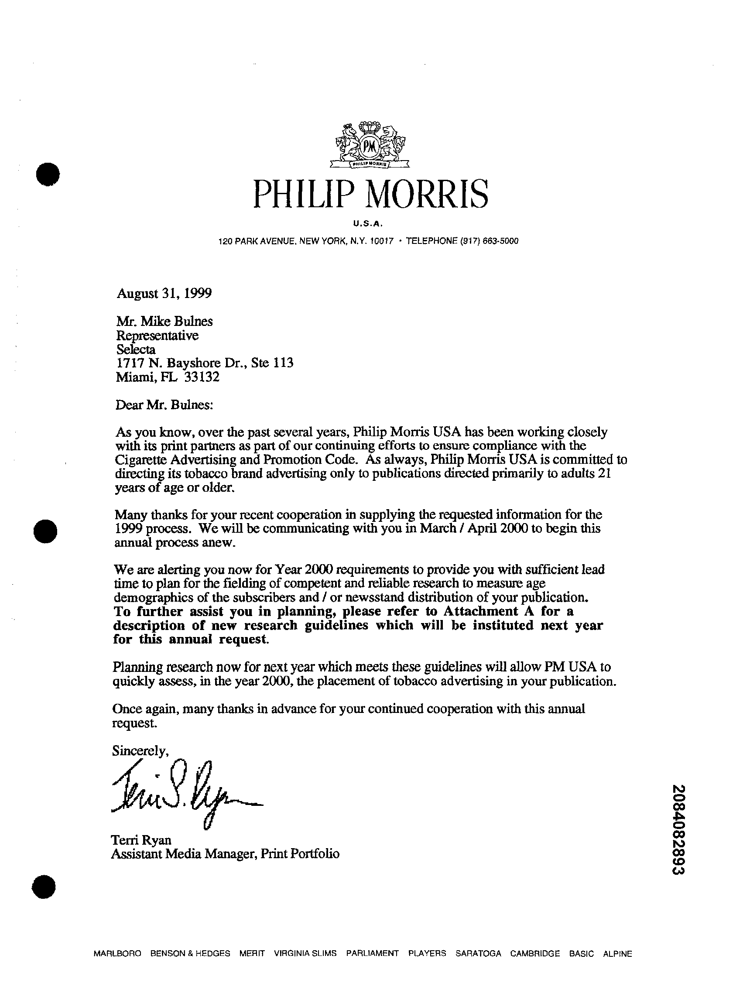 PM
PHILIP MORRIS
PHILIP MORRIS
U.S.A.
120 PARK AVENUE, NEW YORK, N.Y. 10017 • TELEPHONE (917) 663-5000
August 31, 1999
Mr. Mike Bulnes
Representative
Selecta
1717 N. Bayshore Dr., Ste 113
Miami, FL 33132
Dear Mr. Bulnes:
As you know, over the past several years, Philip Morris USA has been working closely
with its print partners as part of our continuing efforts to ensure compliance with the
Cigarette Advertising and Promotion Code. As always, Philip Morris USA is committed to
directing its tobacco brand advertising only to publications directed primarily to adults 21
years of age or older.
Many thanks for your recent cooperation in supplying the requested information for the
1999 process. We will be communicating with you in March / April 2000 to begin this
annual process anew.
We are alerting you now for Year 2000 requirements to provide you with sufficient lead
time to plan for the fielding of competent and reliable research to measure age
demographics of the subscribers and / or newsstand distribution of your publication.
To further assist you in planning, please refer to Attachment A for a
description of new research guidelines which will be instituted next year
for this annual request.
Planning research now for next year which meets these guidelines will allow PM USA to
quickly assess, in the year 2000, the placement of tobacco advertising in your publication.
Once again, many thanks in advance for your continued cooperation with this annual
request.
Sincerely,
Terri S. Ryan
Terri Ryan
Assistant Media Manager, Print Portfolio
2084082893
MARLBORO BENSON & HEDGES MERIT VIRGINIA SLIMS PARLIAMENT PLAYERS SARATOGA CAMBRIDGE BASIC ALPINE